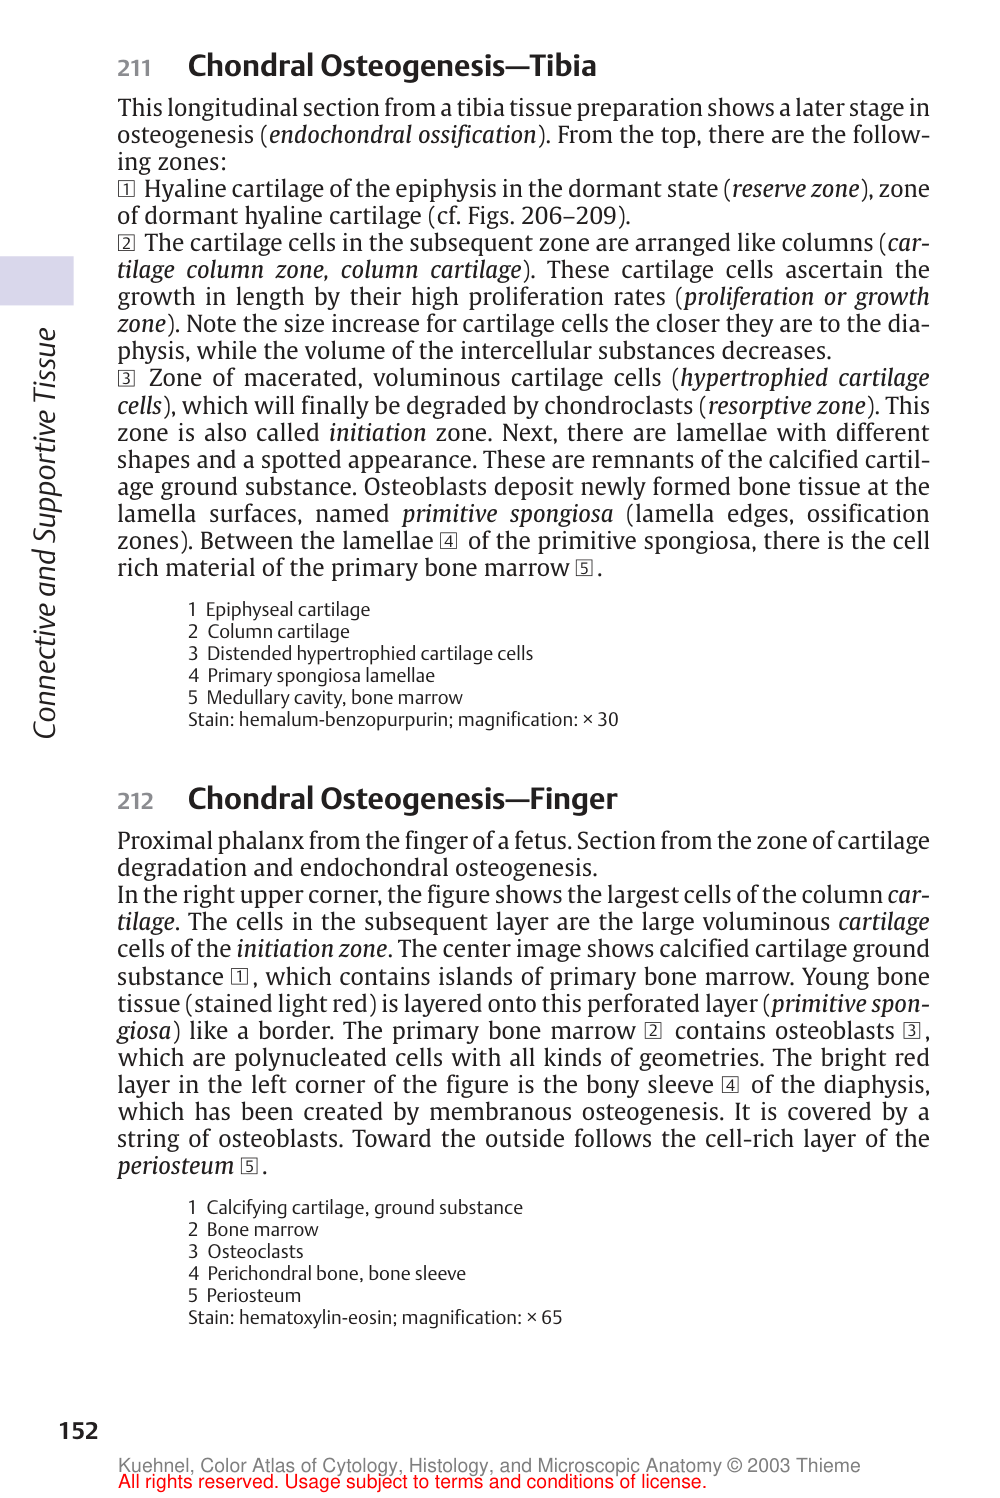 211 Chondral Osteogenesis—Tibia
This longitudinal section from a tibia tissue preparation shows a later stage in
osteogenesis (endochondral ossification). From the top, there are the follow-
ing zones:
1 Hyaline cartilage of the epiphysis in the dormant state (reserve zone), zone
of dormant hyaline cartilage (cf. Figs. 206–209).
2 The cartilage cells in the subsequent zone are arranged like columns (car-
tilage column zone, column cartilage). These cartilage cells ascertain the
growth in length by their high proliferation rates (proliferation or growth
zone). Note the size increase for cartilage cells the closer they are to the dia-
physis, while the volume of the intercellular substances decreases.
3 Zone of macerated, voluminous cartilage cells (hypertrophied cartilage
cells), which will finally be degraded by chondroclasts (resorptive zone). This
zone is also called initiation zone. Next, there are lamellae with different
shapes and a spotted appearance. These are remnants of the calcified cartil-
age ground substance. Osteoblasts deposit newly formed bone tissue at the
lamella surfaces, named primitive spongiosa (lamella edges, ossification
zones). Between the lamellae 4 of the primitive spongiosa, there is the cell
rich material of the primary bone marrow 5.
1 Epiphyseal cartilage
2 Column cartilage
3 Distended hypertrophied cartilage cells
4 Primary spongiosa lamellae
5 Medullary cavity, bone marrow
Stain: hemalum-benzopurpurin; magnification: × 30
212 Chondral Osteogenesis—Finger
Proximal phalanx from the finger of a fetus. Section from the zone of cartilage
degradation and endochondral osteogenesis.
In the right upper corner, the figure shows the largest cells of the column car-
tilage. The cells in the subsequent layer are the large voluminous cartilage
cells of the initiation zone. The center image shows calcified cartilage ground
substance 1, which contains islands of primary bone marrow. Young bone
tissue (stained light red) is layered onto this perforated layer (primitive spon-
giosa) like a border. The primary bone marrow 2 contains osteoblasts 3,
which are polynucleated cells with all kinds of geometries. The bright red
layer in the left corner of the figure is the bony sleeve 4 of the diaphysis,
which has been created by membranous osteogenesis. It is covered by a
string of osteoblasts. Toward the outside follows the cell-rich layer of the
periosteum 5.
1 Calcifying cartilage, ground substance
2 Bone marrow
3 Osteoclasts
4 Perichondral bone, bone sleeve
5 Periosteum
Stain: hematoxylin-eosin; magnification: × 65
Connective and Supportive Tissue
152
Kuehnel, Color Atlas of Cytology, Histology, and Microscopic Anatomy © 2003 Thieme
All rights reserved. Usage subject to terms and conditions of license.